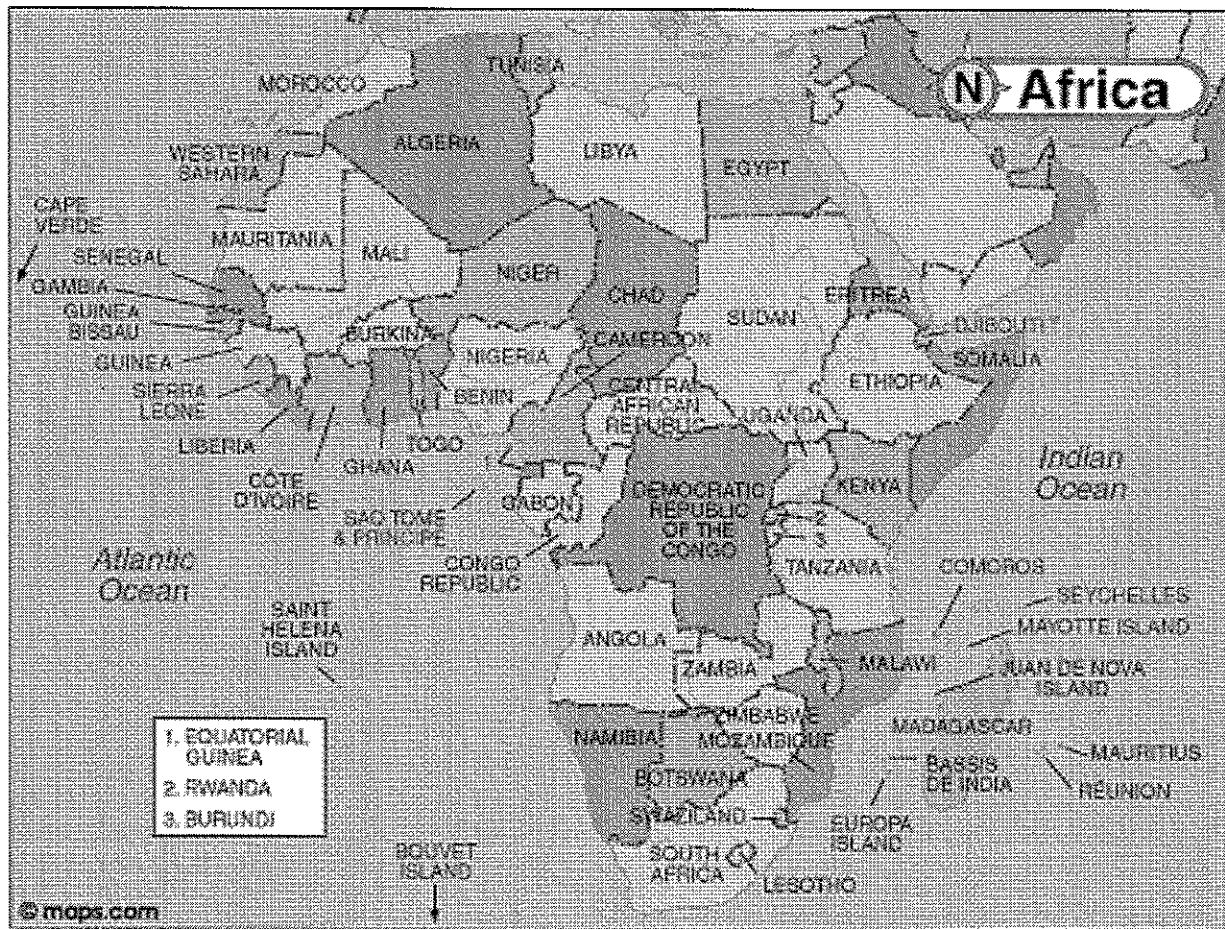 N Africa
TUNISIA
MOROCCO
ALGERIA
LIBYA
EGYPT
WESTERN
SAHARA
CAPE
VERDE
MAURITANIA
MALI
NIGER
CHAD
SUDAN
ERITREA
SENEGAL
GAMBIA
GUINEA
BISSAU
GUINEA
SIERRA
LEONE
LIBERIA
CÔTE
D'IVOIRE
BURKINA
GHANA
TOGO
BENIN
NIGERIA
CAMEROON
CENTRAL
AFRICAN
REPUBLIC
DJIBOUTI
SOMALIA
ETHIOPIA
UGANDA
KENYA
Indian
Ocean
SAO TOME
& PRINCIPE
GABON
CONGO
REPUBLIC
DEMOCRATIC
REPUBLIC
OF THE
CONGO
2
3
TANZANIA
Atlantic
Ocean
SAINT
HELENA
ISLAND
COMOROS
SEYCHELLES
MAYOTTE ISLAND
JUAN DE NOVA
ISLAND
ANGOLA
ZAMBIA
MALAWI
ZIMBABWE
MOZAMBIQUE
MADAGASCAR
MAURITIUS
RÉUNION
BASSIS
DE INDIA
EUROPA
ISLAND
NAMIBIA
BOTSWANA
SWAZILAND
SOUTH
AFRICA
LESOTHO
1. EQUATORIAL
GUINEA
2. RWANDA
3. BURUNDI
BOUVET
ISLAND
© maps.com